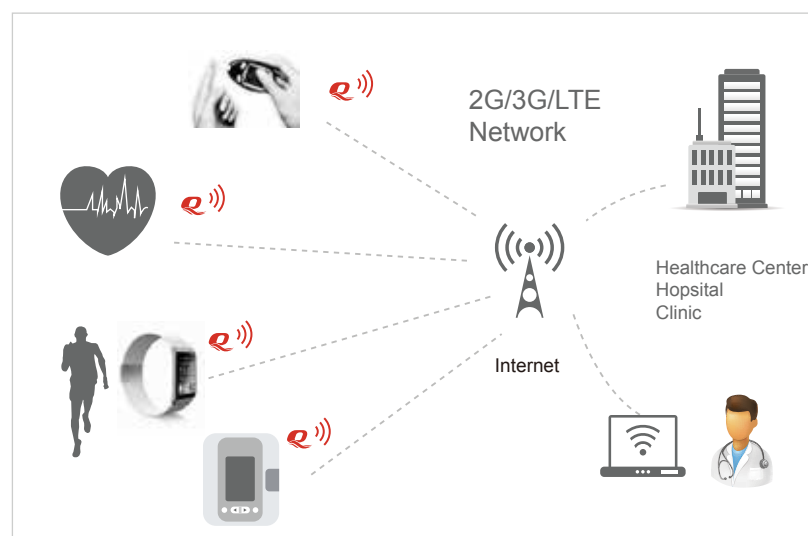 2G/3G/LTE
Network
Healthcare Center
Hopsital
Clinic
Internet